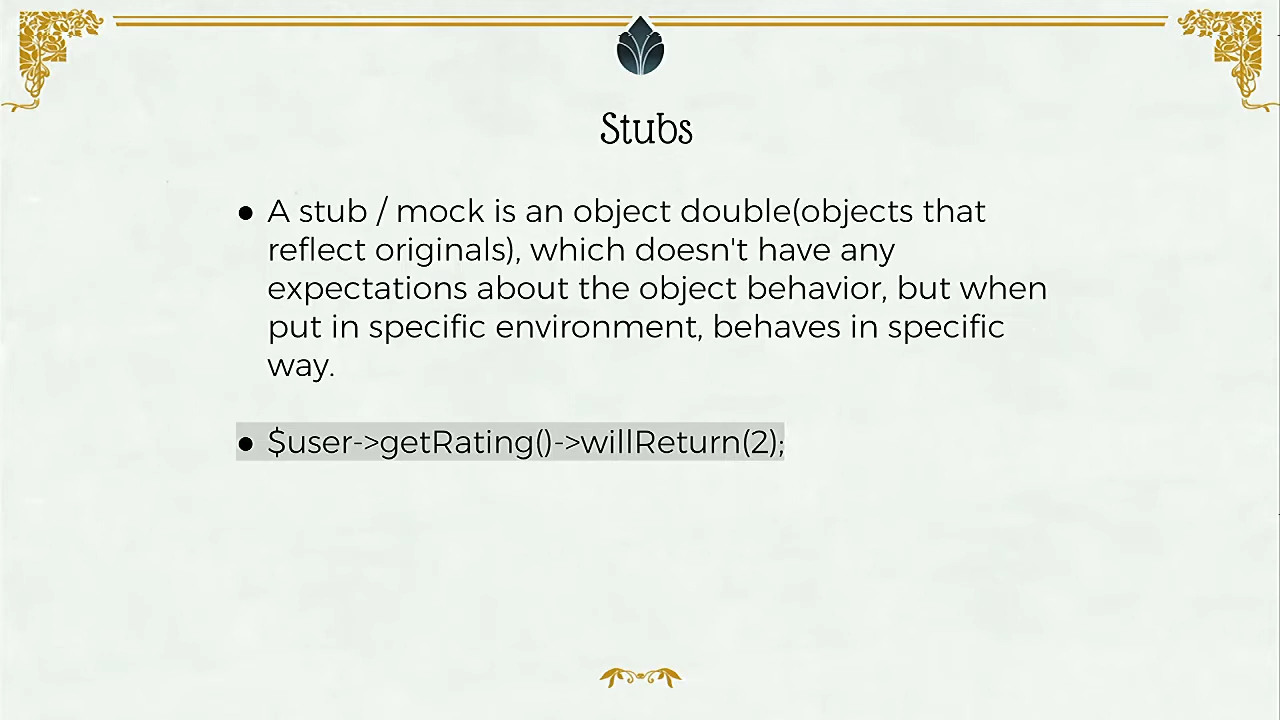 Stubs
● A stub / mock is an object double(objects that
reflect originals), which doesn't have any
expectations about the object behavior, but when
put in specific environment, behaves in specific
way.
● $user->getRating()->willReturn(2);